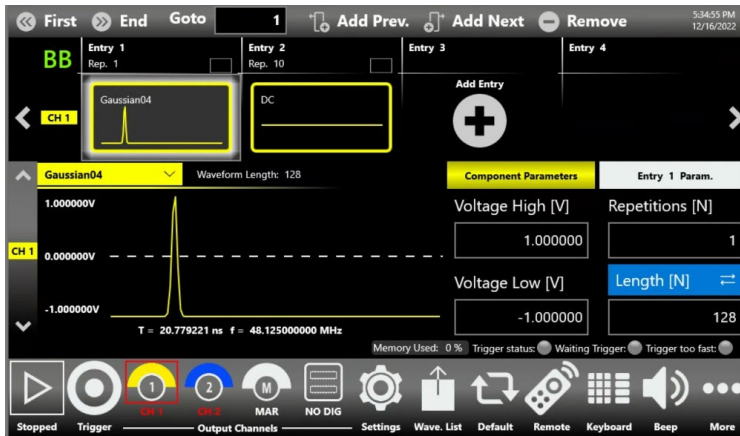 First End Goto 1 Add Prev. Add Next Remove 5:34:55 PM
12/16/2022
BB Entry 1 Entry 2 Entry 3 Entry 4
Rep. 1 Rep. 10
Add Entry
CH 1 Gaussian04 DC
Gaussian04 Waveform Length: 128 Component Parameters Entry 1 Param.
1.000000V Voltage High [V] Repetitions [N]
1.000000 1
CH 1 0.000000V
Voltage Low [V] Length [N]
-1.000000V -1.000000 128
T = 20.779221 ns f = 48.125000000 MHz
Memory Used: 0 % Trigger status: Waiting Trigger: Trigger too fast:
1 2 M
CH 1 CH 2 MAR NO DIG
Stopped Trigger Output Channels Settings Wave. List Default Remote Keyboard Beep More